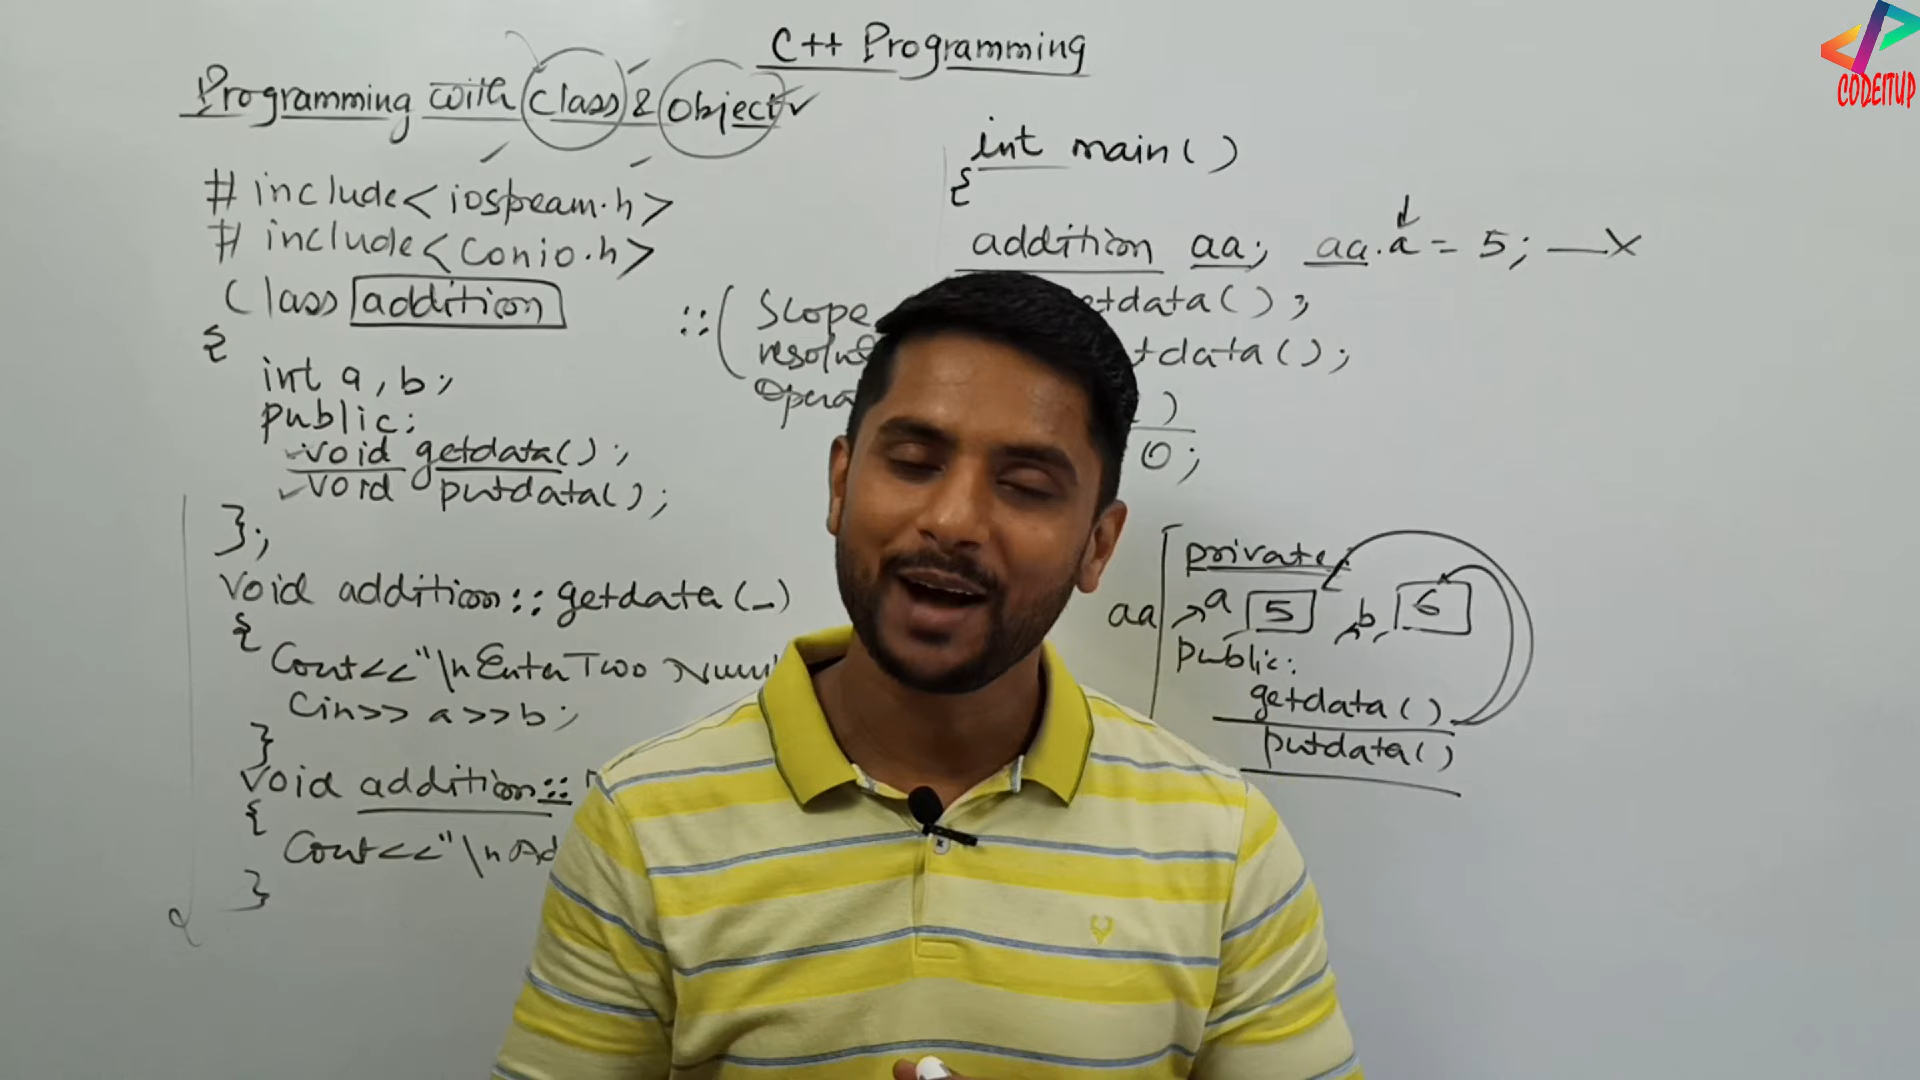 C++ Programming
CODEITUP
Programming with Class & Object
# include<iostream.h>
# include<Conio.h>
Class addition
{
int a, b;
public:
void getdata();
void putdata();
};
void addition::getdata(_)
{
Cout<<"\nEnter Two
Cin>> a>>b;
}
void addition::
{
Cout<<"\n
}
::( Scope
int main()
{
addition aa; aa.a = 5; —X
etdata();
tdata();
)
0;
private
aa a 5 b 6
public:
getdata()
putdata()